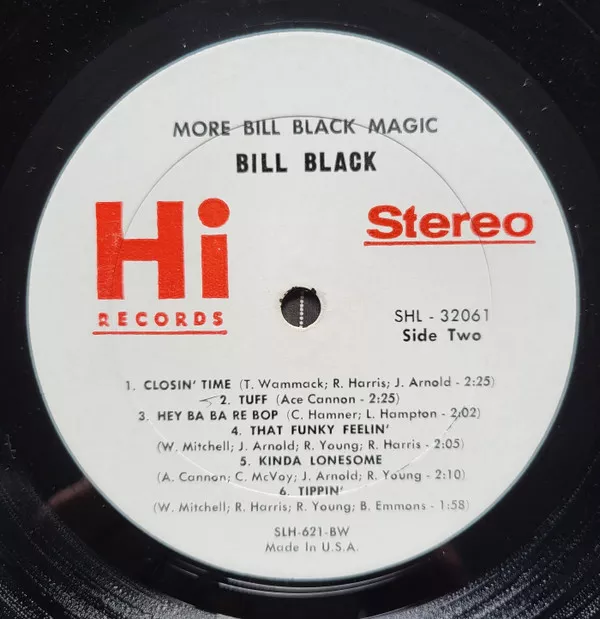 MORE BILL BLACK MAGIC
BILL BLACK
Hi
RECORDS
Stereo
SHL - 32061
Side Two
1. CLOSIN' TIME (T. Wammack; R. Harris; J. Arnold - 2:25)
2. TUFF (Ace Cannon - 2:25)
3. HEY BA BA RE BOP (C. Hamner; L. Hampton - 2:02)
4. THAT FUNKY FEELIN'
(W. Mitchell; J. Arnold; R. Young; R. Harris - 2:05)
5. KINDA LONESOME
(A. Cannon; C. McVoy; J. Arnold; R. Young - 2:10)
6. TIPPIN'
(W. Mitchell; R. Harris; R. Young; B. Emmons - 1:58)
SLH-621-BW
Made In U.S.A.